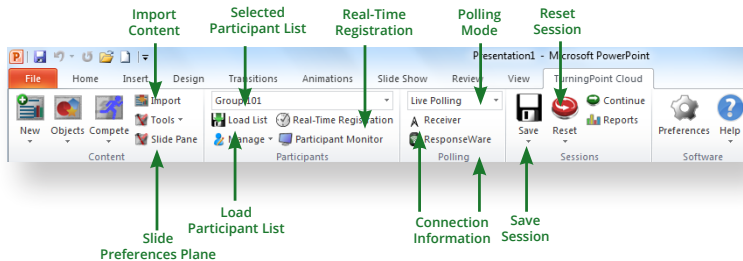 Import
Content
Selected
Participant List
Real-Time
Registration
Polling
Mode
Reset
Session
Presentation1 - Microsoft PowerPoint
File Home Insert Design Transitions Animations Slide Show Review View TurningPoint Cloud
Import
Group 101
Live Polling
Continue
Tools
Load List Real-Time Registration
Receiver
Reports
New Objects Compete
Slide Pane
Manage Participant Monitor
ResponseWare
Save Reset
Preferences Help
Content Participants Polling Sessions Software
Slide
Preferences Plane
Load
Participant List
Connection
Information
Save
Session